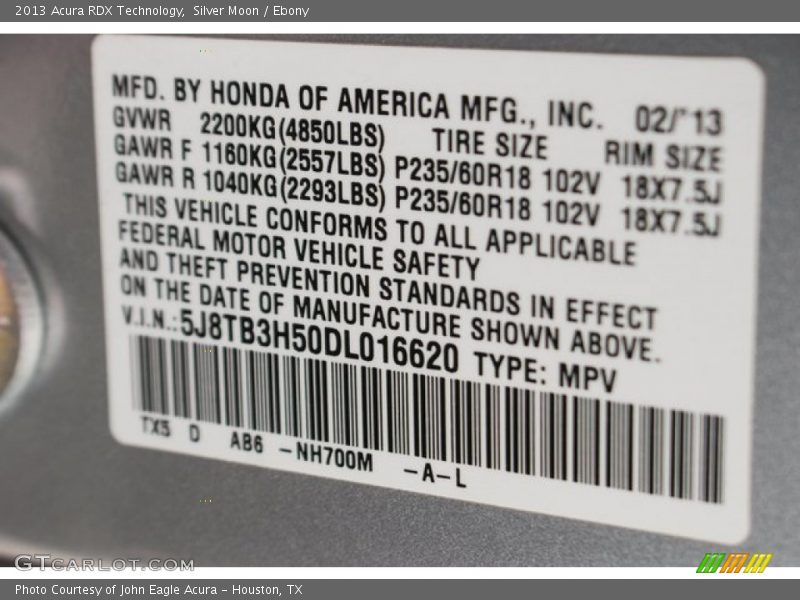 2013 Acura RDX Technology, Silver Moon / Ebony
MFD. BY HONDA OF AMERICA MFG., INC. 02/'13
GVWR 2200KG(4850LBS) TIRE SIZE RIM SIZE
GAWR F 1160KG(2557LBS) P235/60R18 102V 18X7.5J
GAWR R 1040KG(2293LBS) P235/60R18 102V 18X7.5J
THIS VEHICLE CONFORMS TO ALL APPLICABLE
FEDERAL MOTOR VEHICLE SAFETY
AND THEFT PREVENTION STANDARDS IN EFFECT
ON THE DATE OF MANUFACTURE SHOWN ABOVE.
V.I.N.:5J8TB3H50DL016620 TYPE: MPV
TX5 D AB6 -NH700M -A-L
GTCARLOT.COM
Photo Courtesy of John Eagle Acura - Houston, TX